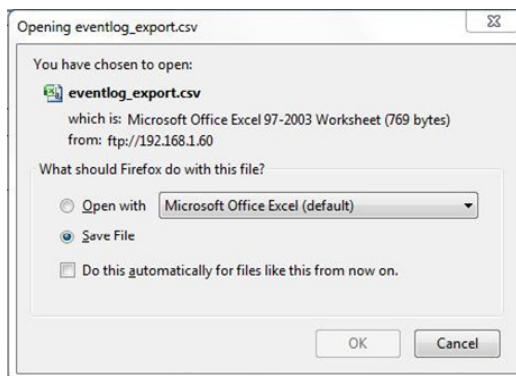 Opening eventlog_export.csv
You have chosen to open:
eventlog_export.csv
which is: Microsoft Office Excel 97-2003 Worksheet (769 bytes)
from: ftp://192.168.1.60
What should Firefox do with this file?
Open with Microsoft Office Excel (default)
Save File
Do this automatically for files like this from now on.
OK Cancel